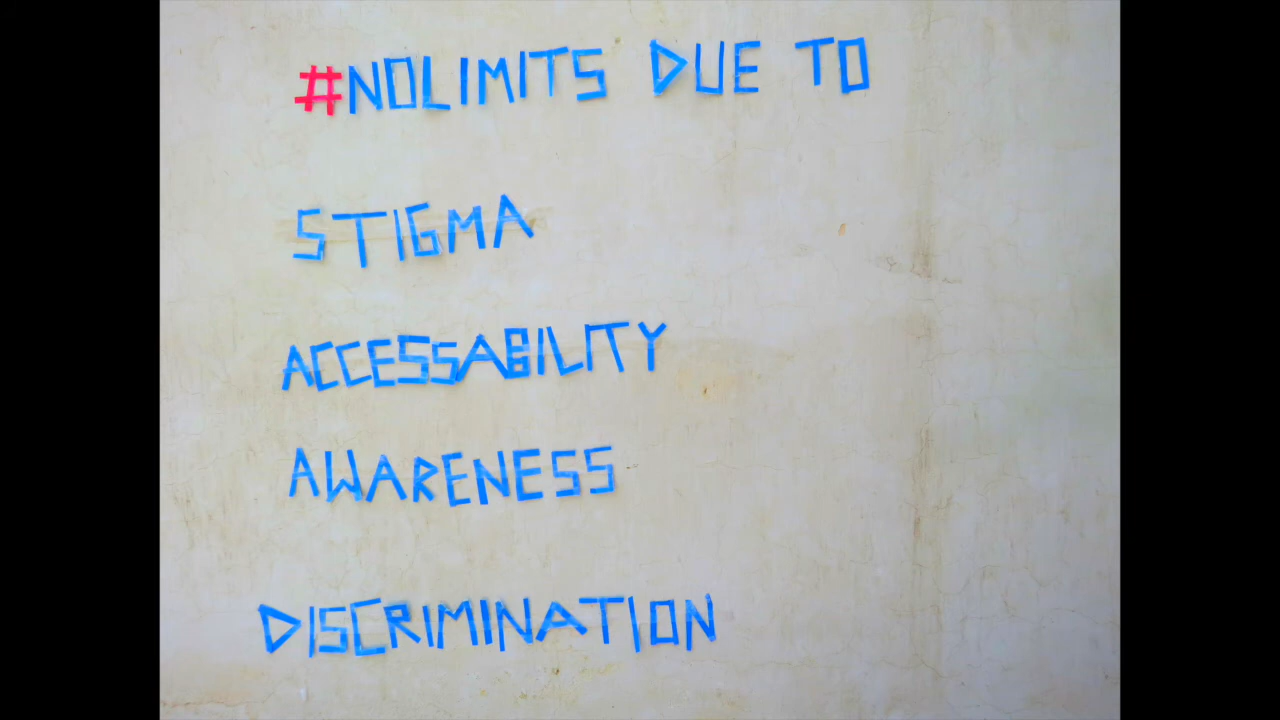 #NOLIMITS DUE TO
STIGMA
ACCESSABILITY
AWARENESS
DISCRIMINATION